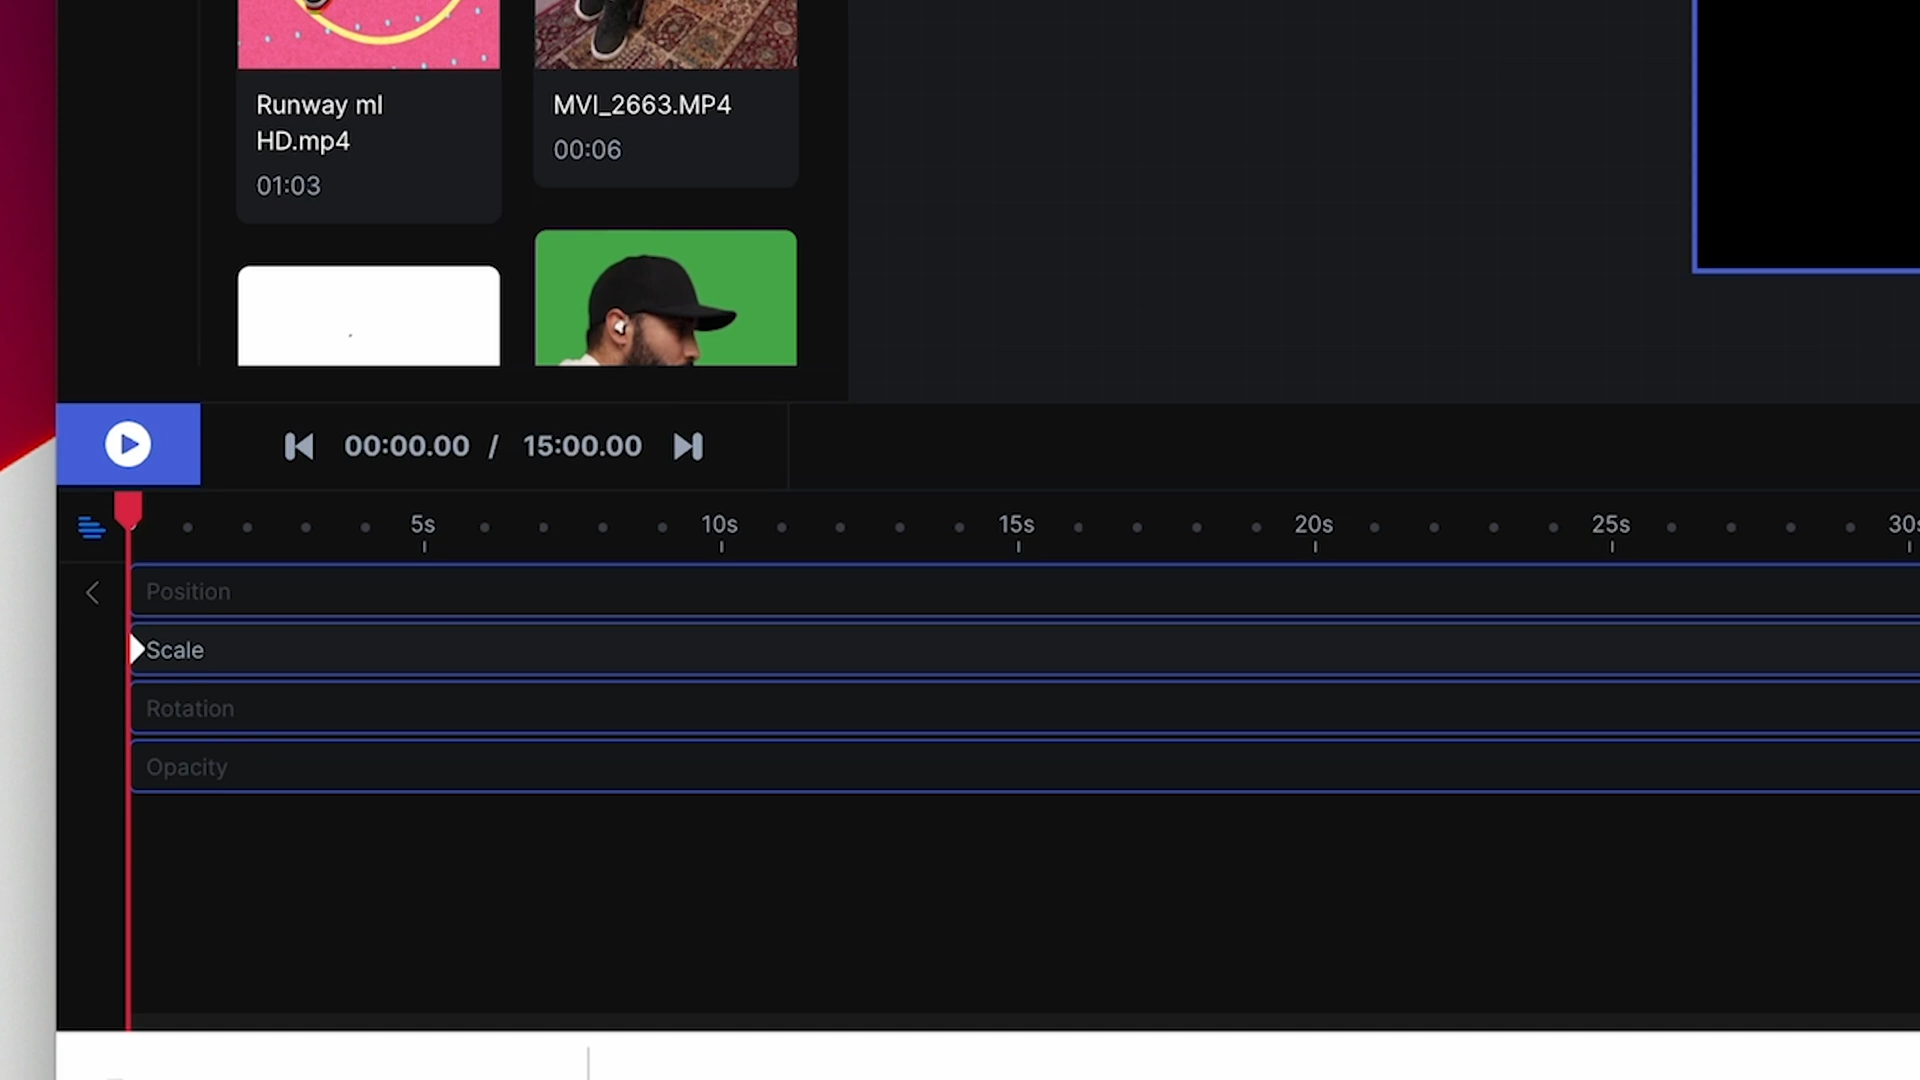 Runway ml
HD.mp4
01:03
MVI_2663.MP4
00:06
00:00.00 / 15:00.00
5s 10s 15s 20s 25s 30s
Position
Scale
Rotation
Opacity